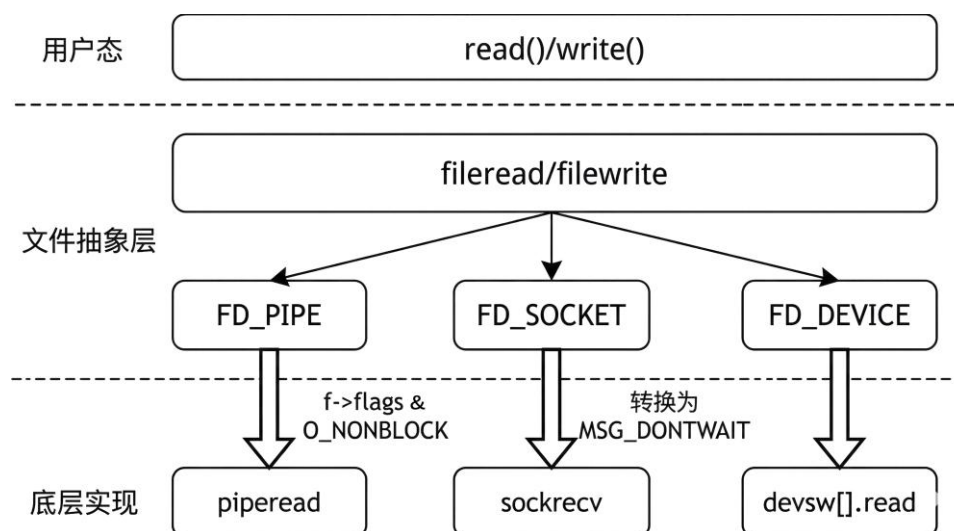 用户态
read()/write()
fileread/filewrite
文件抽象层
FD_PIPE
FD_SOCKET
FD_DEVICE
f->flags &
O_NONBLOCK
转换为
MSG_DONTWAIT
底层实现
piperead
sockrecv
devsw[].read